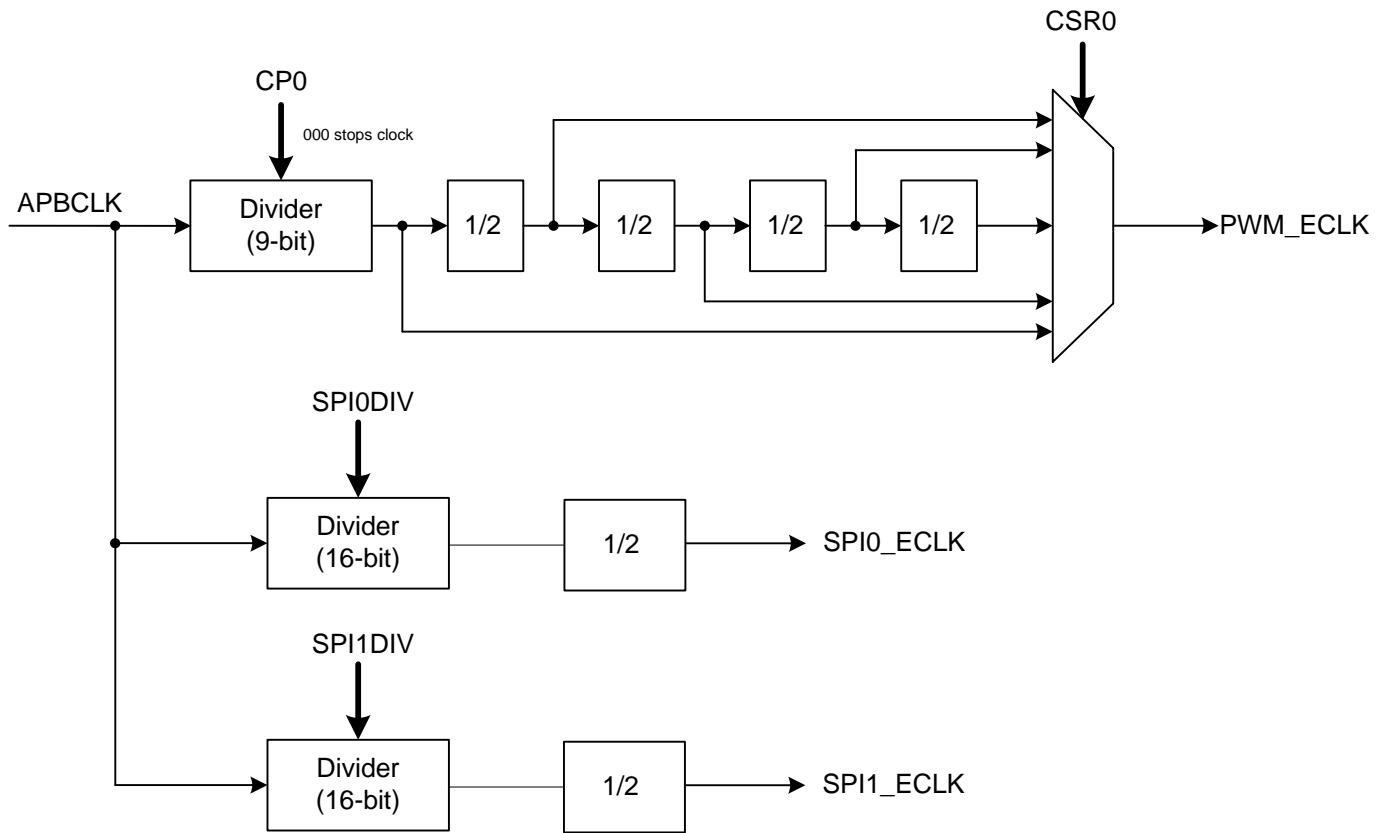 CSR0
CP0
000 stops clock
APBCLK
Divider
(9-bit)
1/2
1/2
1/2
1/2
PWM_ECLK
SPI0DIV
Divider
(16-bit)
1/2
SPI0_ECLK
SPI1DIV
Divider
(16-bit)
1/2
SPI1_ECLK